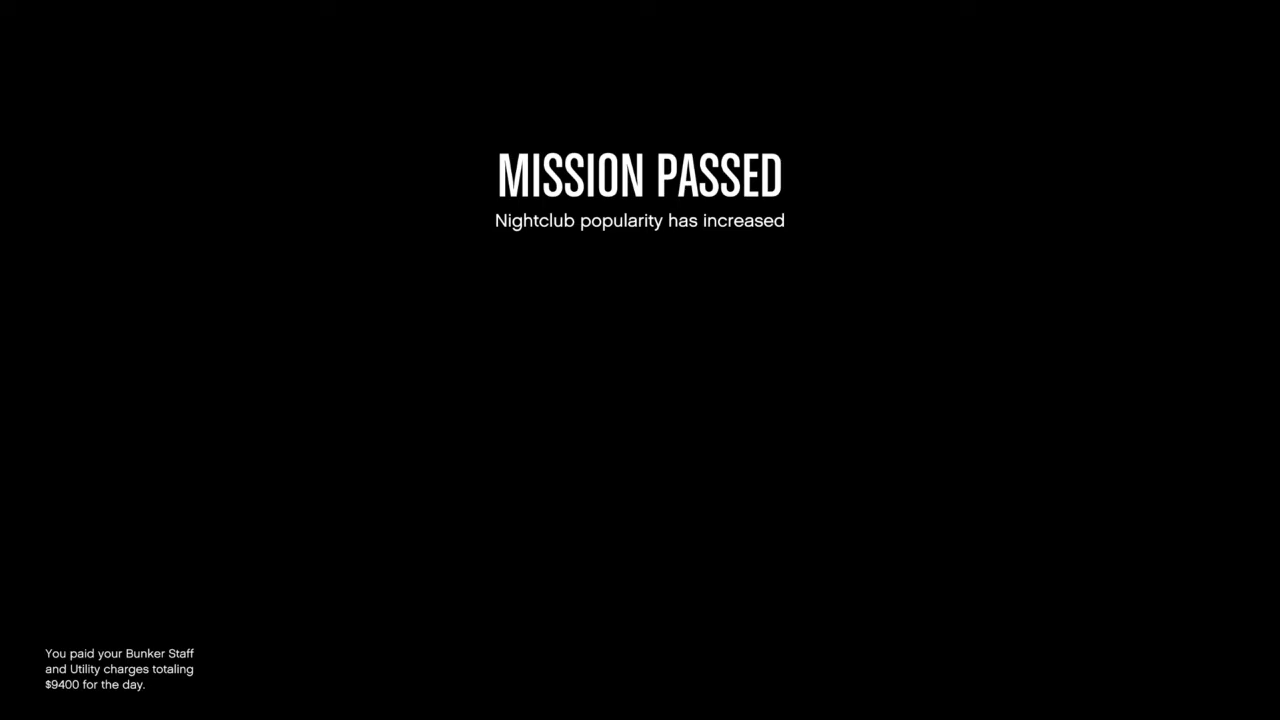 MISSION PASSED
Nightclub popularity has increased
You paid your Bunker Staff
and Utility charges totaling
$9400 for the day.